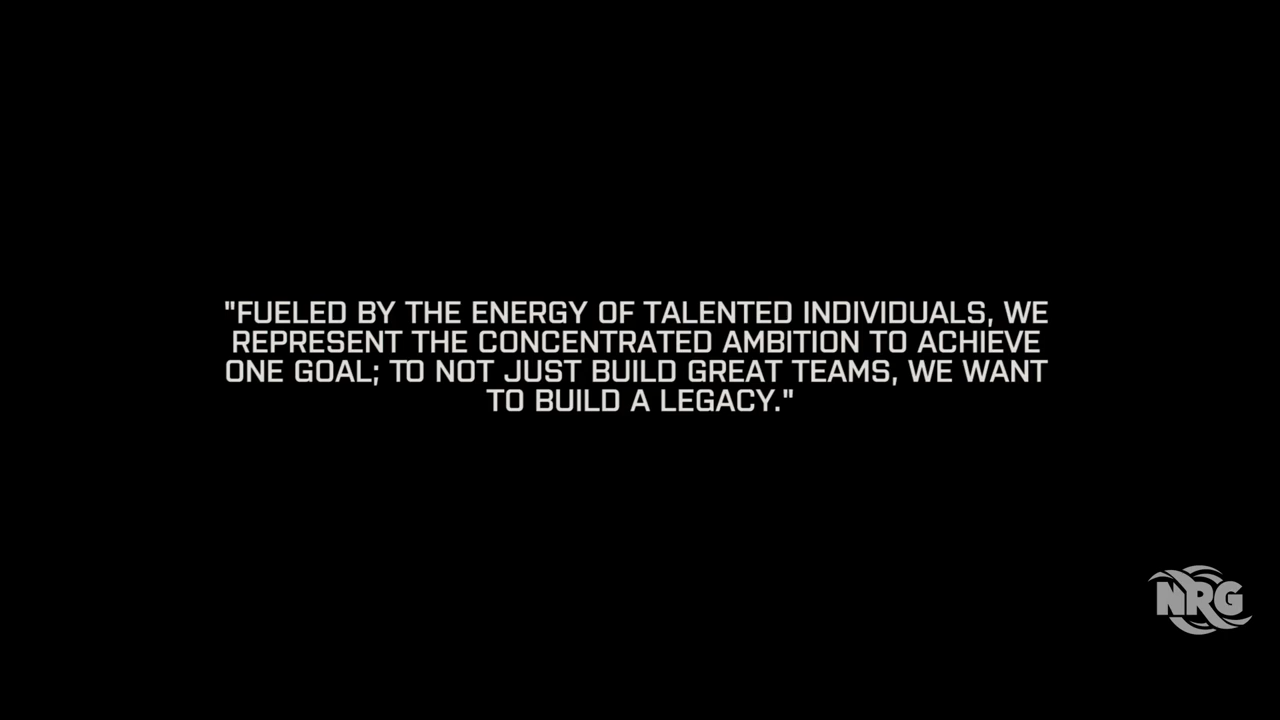 "FUELED BY THE ENERGY OF TALENTED INDIVIDUALS, WE
REPRESENT THE CONCENTRATED AMBITION TO ACHIEVE
ONE GOAL; TO NOT JUST BUILD GREAT TEAMS, WE WANT
TO BUILD A LEGACY."
NRG